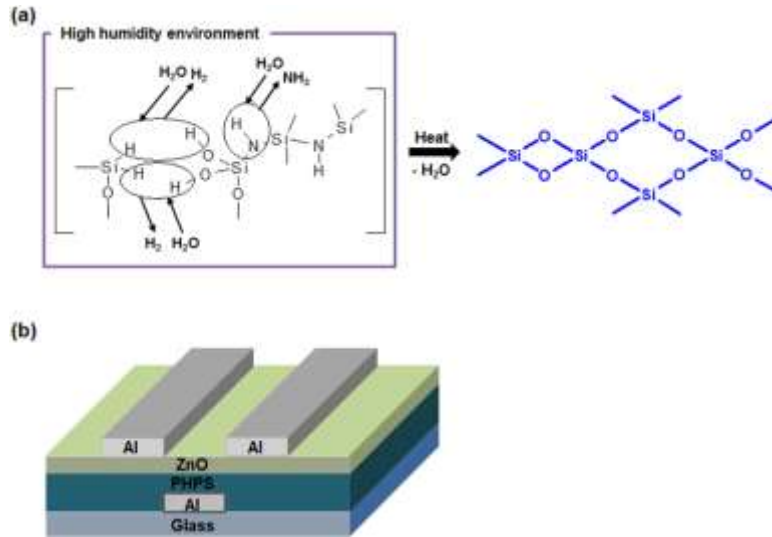 (a)
High humidity environment
H₂O H₂
H₂O
NH₃
H
H
Si
H
O
H
N
Si
Si
Si
H
H
O
N
H
O
O
H₂ H₂O
Heat
- H₂O
Si
O
O
O
O
Si
Si
Si
O
O
O
O
Si
(b)
Al
Al
ZnO
PHPS
Al
Glass